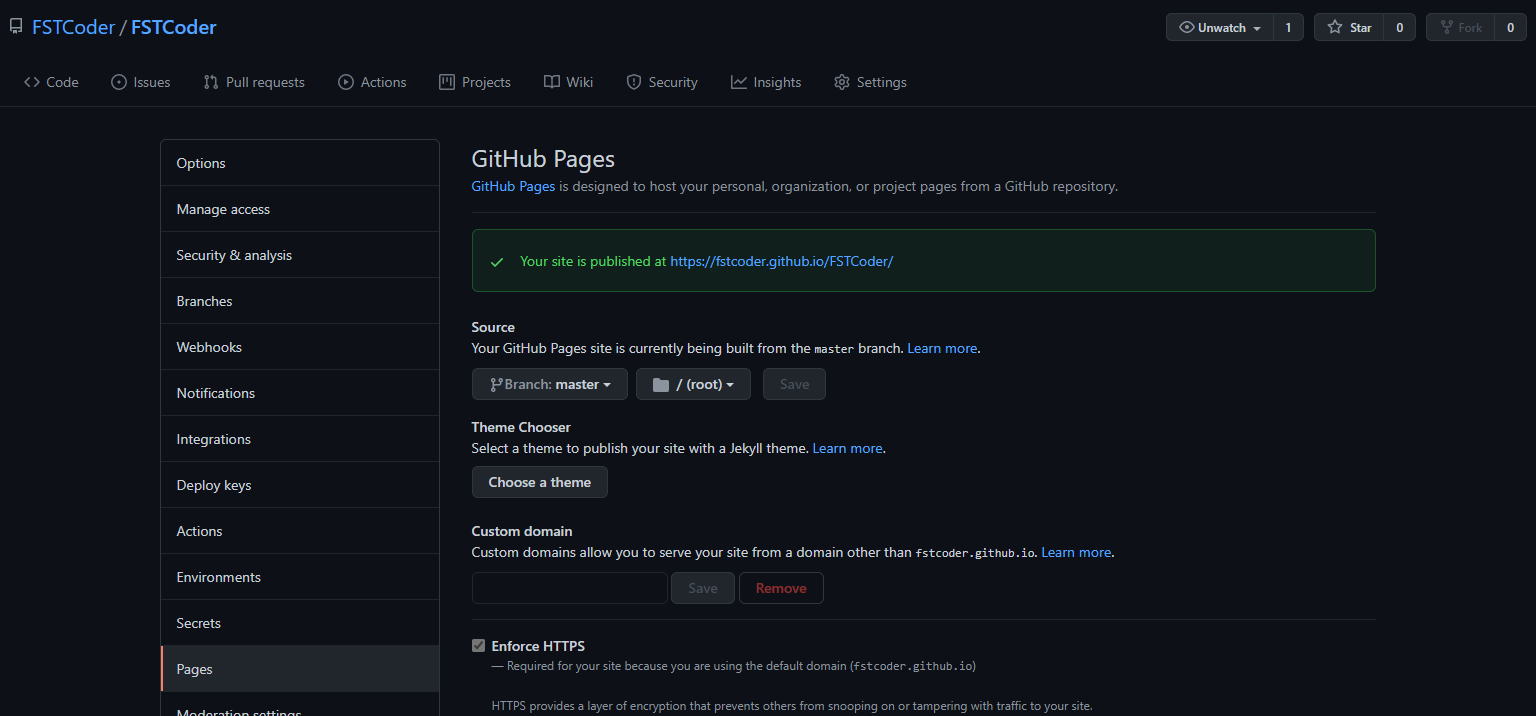 FSTCoder / FSTCoder
Unwatch 1 Star 0 Fork 0
Code Issues Pull requests Actions Projects Wiki Security Insights Settings
Options
Manage access
Security & analysis
Branches
Webhooks
Notifications
Integrations
Deploy keys
Actions
Environments
Secrets
Pages
Moderation settings
GitHub Pages
GitHub Pages is designed to host your personal, organization, or project pages from a GitHub repository.
Your site is published at https://fstcoder.github.io/FSTCoder/
Source
Your GitHub Pages site is currently being built from the master branch. Learn more.
Branch: master / (root) Save
Theme Chooser
Select a theme to publish your site with a Jekyll theme. Learn more.
Choose a theme
Custom domain
Custom domains allow you to serve your site from a domain other than fstcoder.github.io. Learn more.
Save Remove
Enforce HTTPS
— Required for your site because you are using the default domain (fstcoder.github.io)
HTTPS provides a layer of encryption that prevents others from snooping on or tampering with traffic to your site.